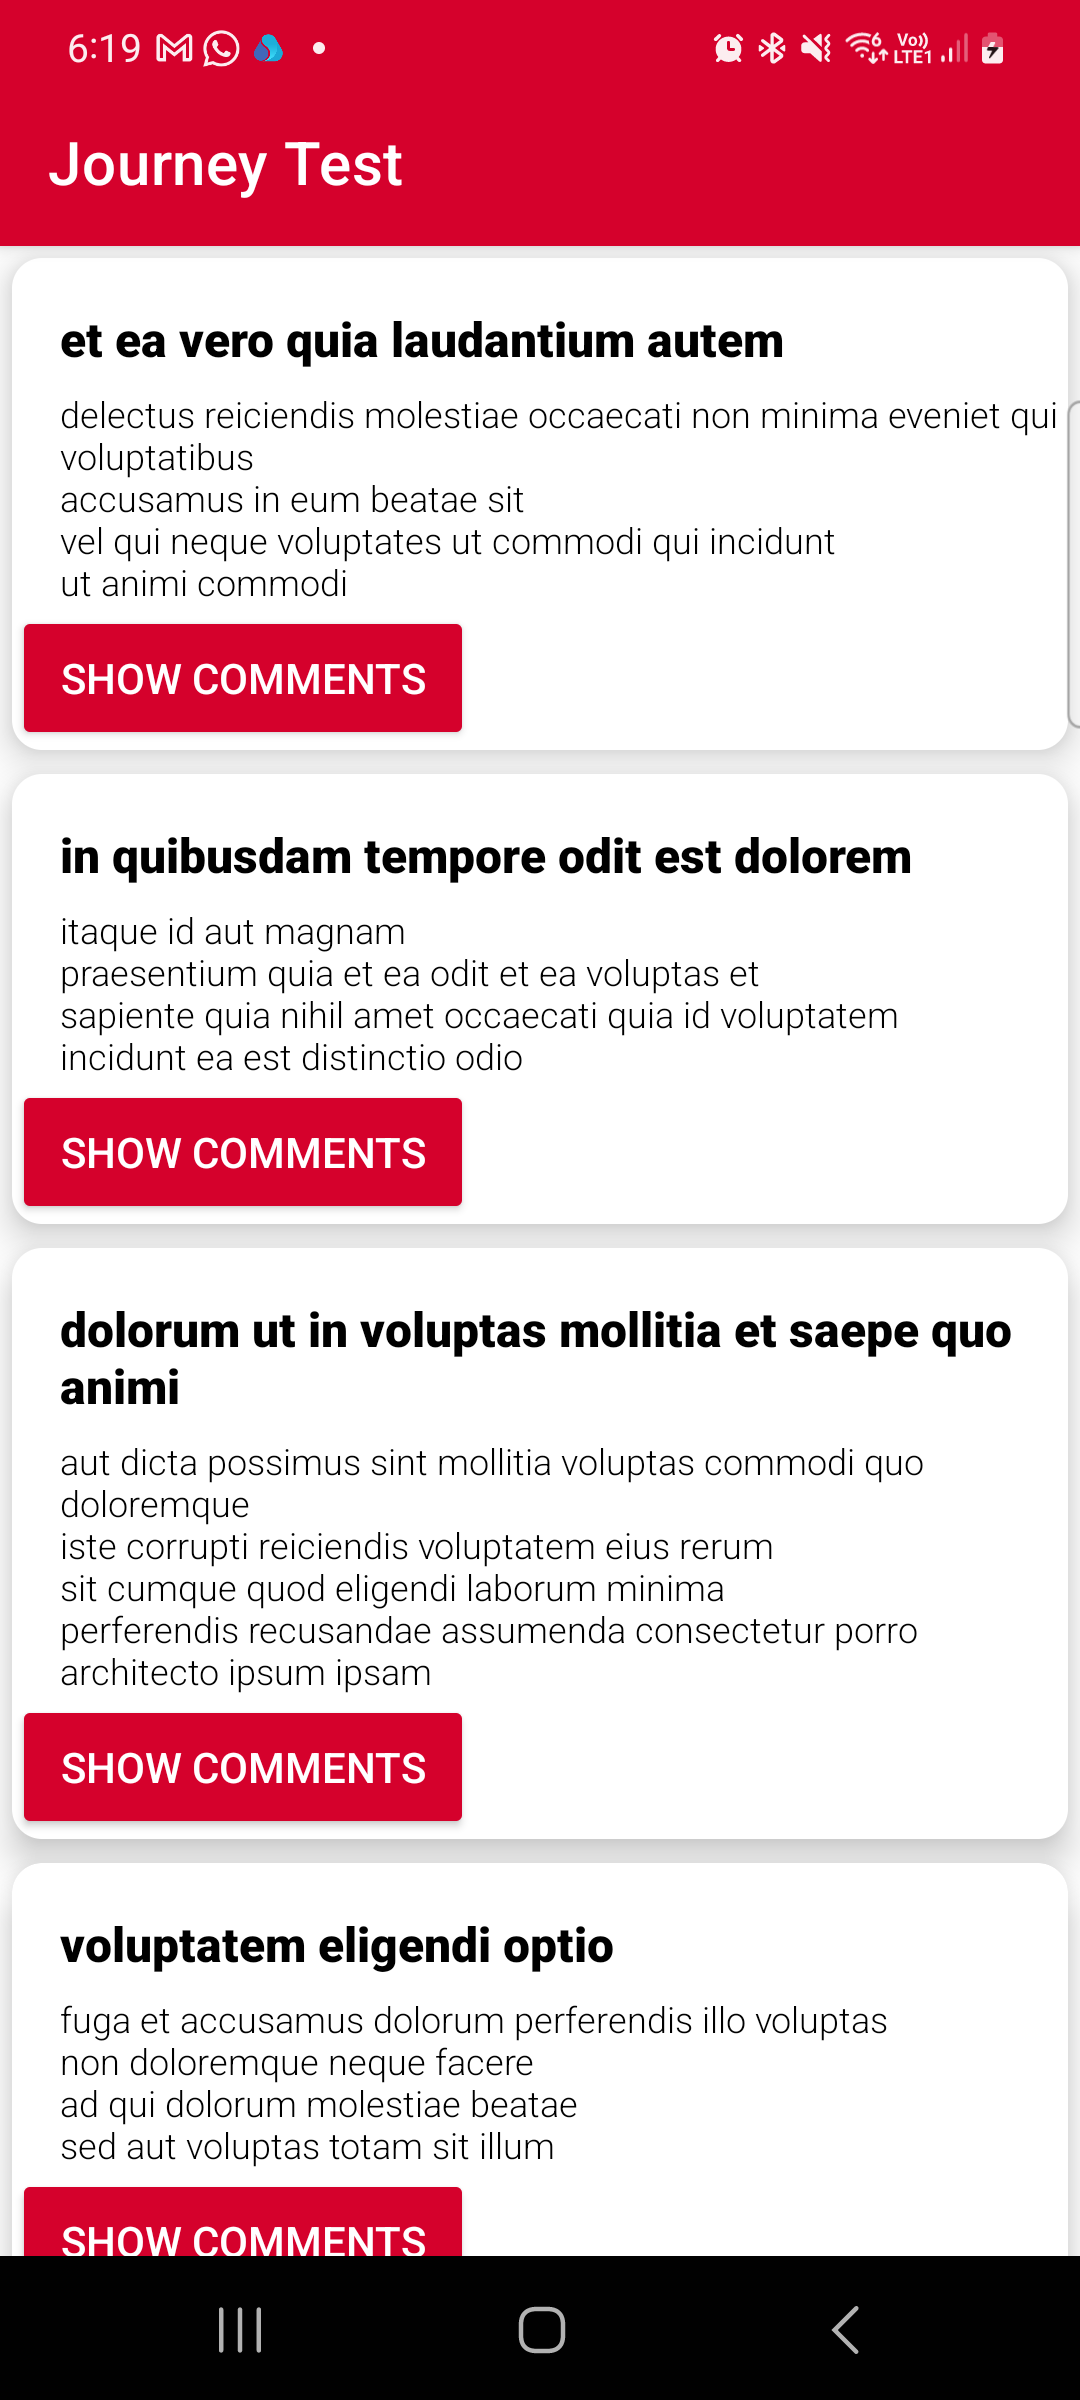 6:19
6 Vo)) LTE1
Journey Test
et ea vero quia laudantium autem
delectus reiciendis molestiae occaecati non minima eveniet qui
voluptatibus
accusamus in eum beatae sit
vel qui neque voluptates ut commodi qui incidunt
ut animi commodi
SHOW COMMENTS
in quibusdam tempore odit est dolorem
itaque id aut magnam
praesentium quia et ea odit et ea voluptas et
sapiente quia nihil amet occaecati quia id voluptatem
incidunt ea est distinctio odio
SHOW COMMENTS
dolorum ut in voluptas mollitia et saepe quo
animi
aut dicta possimus sint mollitia voluptas commodi quo
doloremque
iste corrupti reiciendis voluptatem eius rerum
sit cumque quod eligendi laborum minima
perferendis recusandae assumenda consectetur porro
architecto ipsum ipsam
SHOW COMMENTS
voluptatem eligendi optio
fuga et accusamus dolorum perferendis illo voluptas
non doloremque neque facere
ad qui dolorum molestiae beatae
sed aut voluptas totam sit illum
SHOW COMMENTS